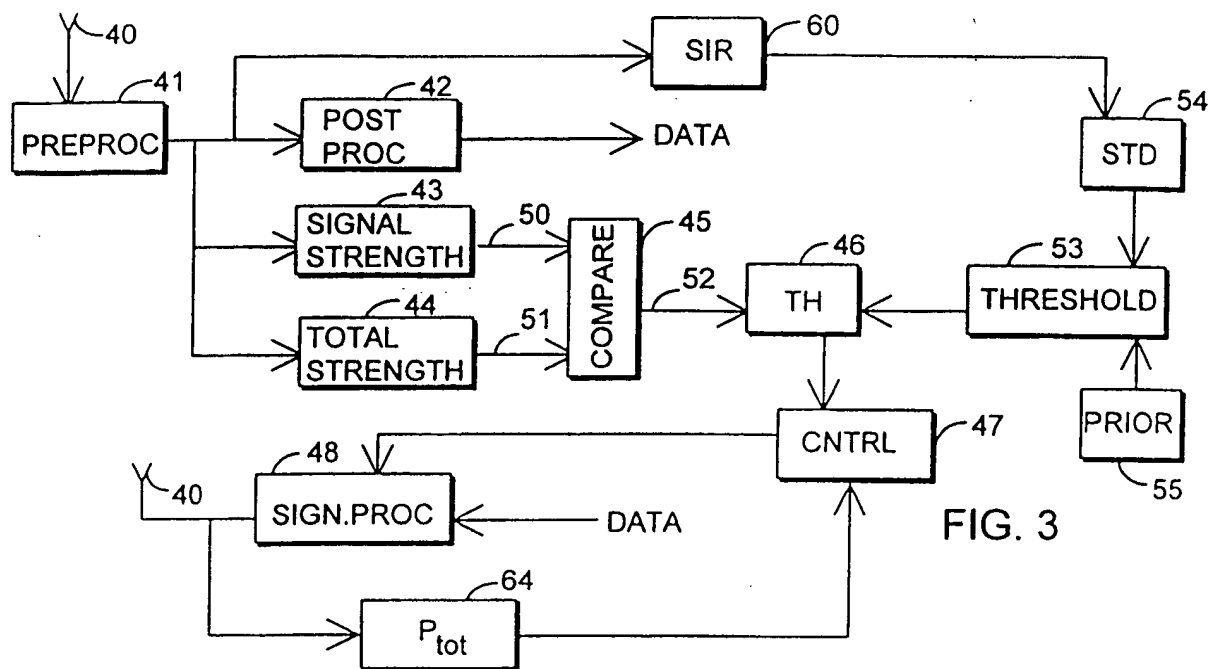 40
41
PREPROC
42
POST
PROC
DATA
SIR
60
54
STD
43
SIGNAL
STRENGTH
50
45
COMPARE
52
46
TH
53
THRESHOLD
44
TOTAL
STRENGTH
51
CNTRL
47
PRIOR
55
40
48
SIGN.PROC
DATA
64
Ptot
FIG. 3